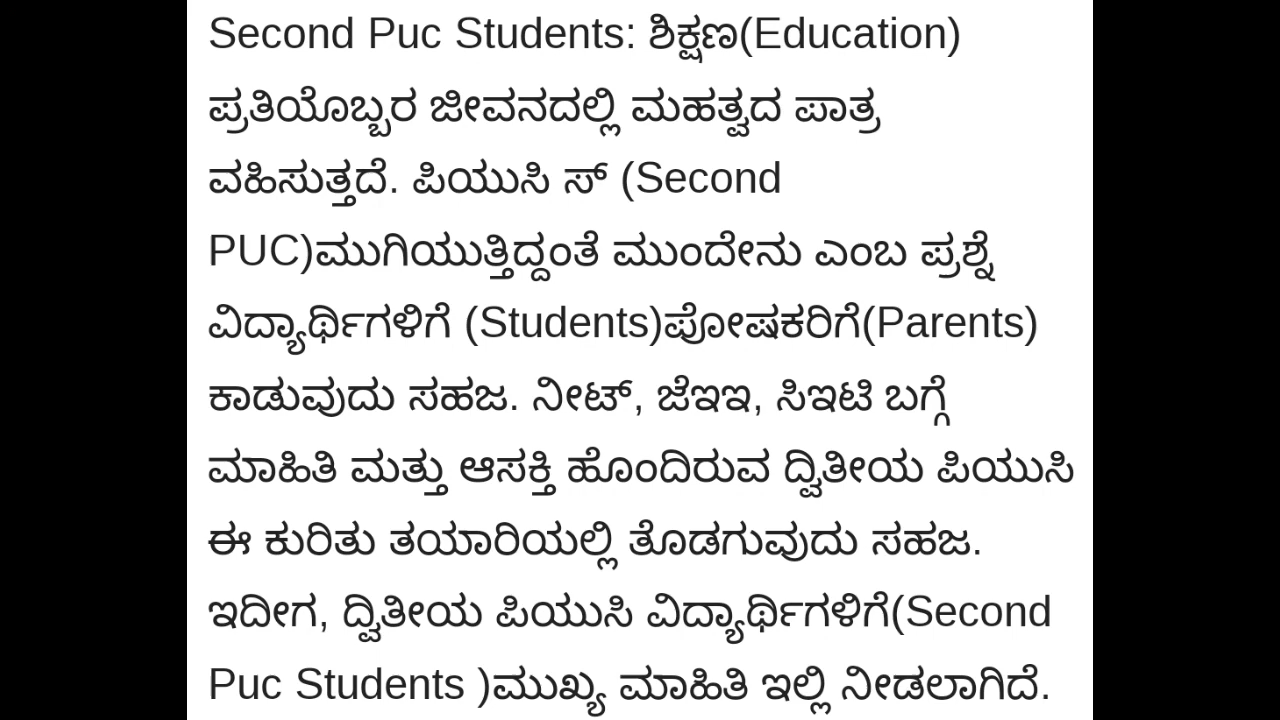 Second Puc Students: ಶಿಕ್ಷಣ(Education)
ಪ್ರತಿಯೊಬ್ಬರ ಜೀವನದಲ್ಲಿ ಮಹತ್ವದ ಪಾತ್ರ
ವಹಿಸುತ್ತದೆ. ಪಿಯುಸಿ ಸ್ (Second
PUC)ಮುಗಿಯುತ್ತಿದ್ದಂತೆ ಮುಂದೇನು ಎಂಬ ಪ್ರಶ್ನೆ
ವಿದ್ಯಾರ್ಥಿಗಳಿಗೆ (Students)ಪೋಷಕರಿಗೆ(Parents)
ಕಾಡುವುದು ಸಹಜ. ನೀಟ್, ಜೆಇಇ, ಸಿಇಟಿ ಬಗ್ಗೆ
ಮಾಹಿತಿ ಮತ್ತು ಆಸಕ್ತಿ ಹೊಂದಿರುವ ದ್ವಿತೀಯ ಪಿಯುಸಿ
ಈ ಕುರಿತು ತಯಾರಿಯಲ್ಲಿ ತೊಡಗುವುದು ಸಹಜ.
ಇದೀಗ, ದ್ವಿತೀಯ ಪಿಯುಸಿ ವಿದ್ಯಾರ್ಥಿಗಳಿಗೆ(Second
Puc Students )ಮುಖ್ಯ ಮಾಹಿತಿ ಇಲ್ಲಿ ನೀಡಲಾಗಿದೆ.